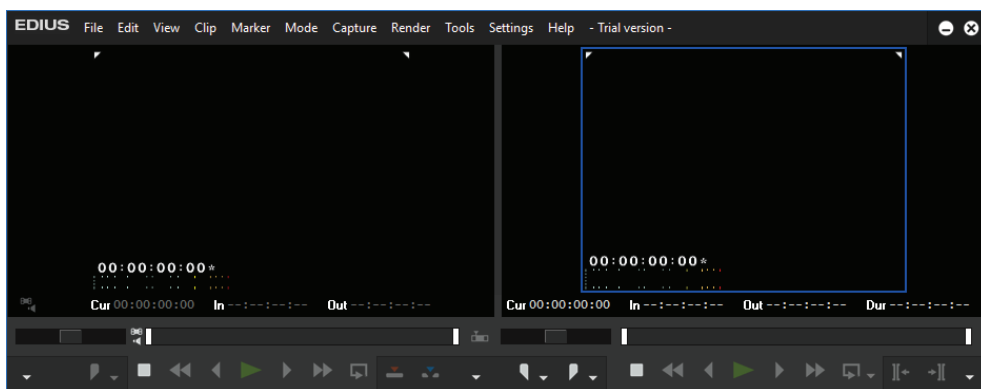 EDIUS File Edit View Clip Marker Mode Capture Render Tools Settings Help - Trial version -
00:00:00:00* 00:00:00:00*
Cur 00:00:00:00 In --:--:--:-- Out --:--:--:-- Cur 00:00:00:00 In --:--:--:-- Out --:--:--:-- Dur --:--:--:--